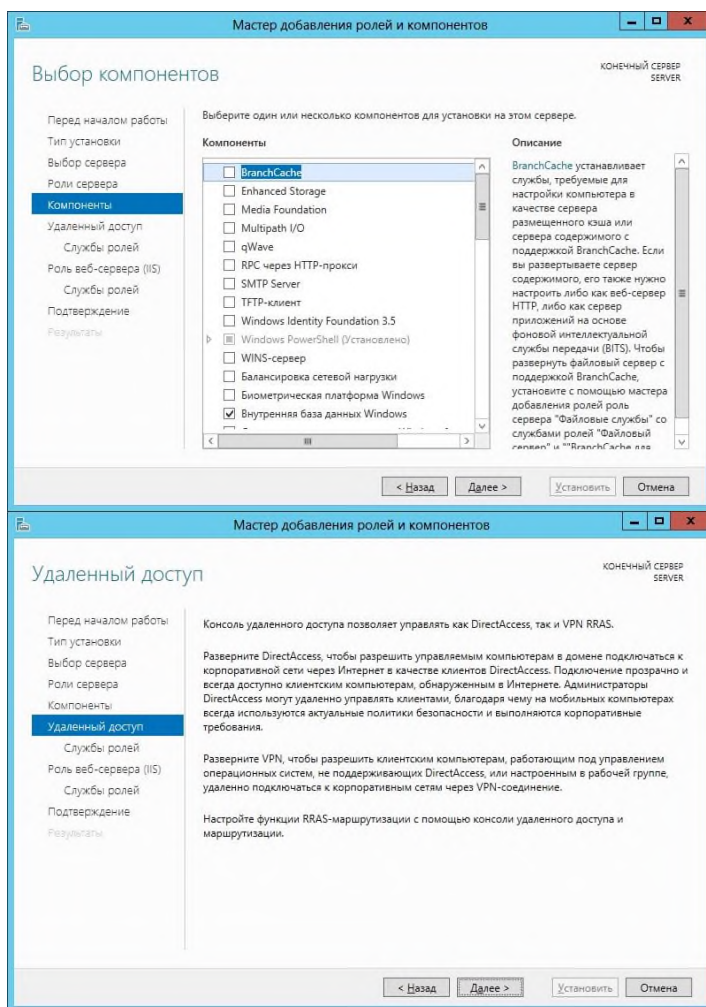 Мастер добавления ролей и компонентов
Выбор компонентов
КОНЕЧНЫЙ СЕРВЕР
SERVER
Перед началом работы
Тип установки
Выбор сервера
Роли сервера
Компоненты
Удаленный доступ
Службы ролей
Роль веб-сервера (IIS)
Службы ролей
Подтверждение
Результаты
Выберите один или несколько компонентов для установки на этом сервере.
Компоненты
BranchCache
Enhanced Storage
Media Foundation
Multipath I/O
qWave
RPC через HTTP-прокси
SMTP Server
TFTP-клиент
Windows Identity Foundation 3.5
Windows PowerShell (Установлено)
WINS-сервер
Балансировка сетевой нагрузки
Биометрическая платформа Windows
Внутренняя база данных Windows
Описание
BranchCache устанавливает
службы, требуемые для
настройки компьютера в
качестве сервера
размещенного кэша или
сервера содержимого с
поддержкой BranchCache. Если
вы развертываете сервер
содержимого, его также нужно
настроить либо как веб-сервер
HTTP, либо как сервер
приложений на основе
фоновой интеллектуальной
службы передачи (BITS). Чтобы
развернуть файловый сервер с
поддержкой BranchCache,
установите с помощью мастера
добавления ролей роль
сервера "Файловые службы" со
службами ролей "Файловый
сервер" и ""BranchCache для
< Назад
Далее >
Установить
Отмена
Мастер добавления ролей и компонентов
Удаленный доступ
КОНЕЧНЫЙ СЕРВЕР
SERVER
Перед началом работы
Тип установки
Выбор сервера
Роли сервера
Компоненты
Удаленный доступ
Службы ролей
Роль веб-сервера (IIS)
Службы ролей
Подтверждение
Результаты
Консоль удаленного доступа позволяет управлять как DirectAccess, так и VPN RRAS.
Разверните DirectAccess, чтобы разрешить управляемым компьютерам в домене подключаться к
корпоративной сети через Интернет в качестве клиентов DirectAccess. Подключение прозрачно и
всегда доступно клиентским компьютерам, обнаруженным в Интернете. Администраторы
DirectAccess могут удаленно управлять клиентами, благодаря чему на мобильных компьютерах
всегда используются актуальные политики безопасности и выполняются корпоративные
требования.
Разверните VPN, чтобы разрешить клиентским компьютерам, работающим под управлением
операционных систем, не поддерживающих DirectAccess, или настроенным в рабочей группе,
удаленно подключаться к корпоративным сетям через VPN-соединение.
Настройте функции RRAS-маршрутизации с помощью консоли удаленного доступа и
маршрутизации.
< Назад
Далее >
Установить
Отмена